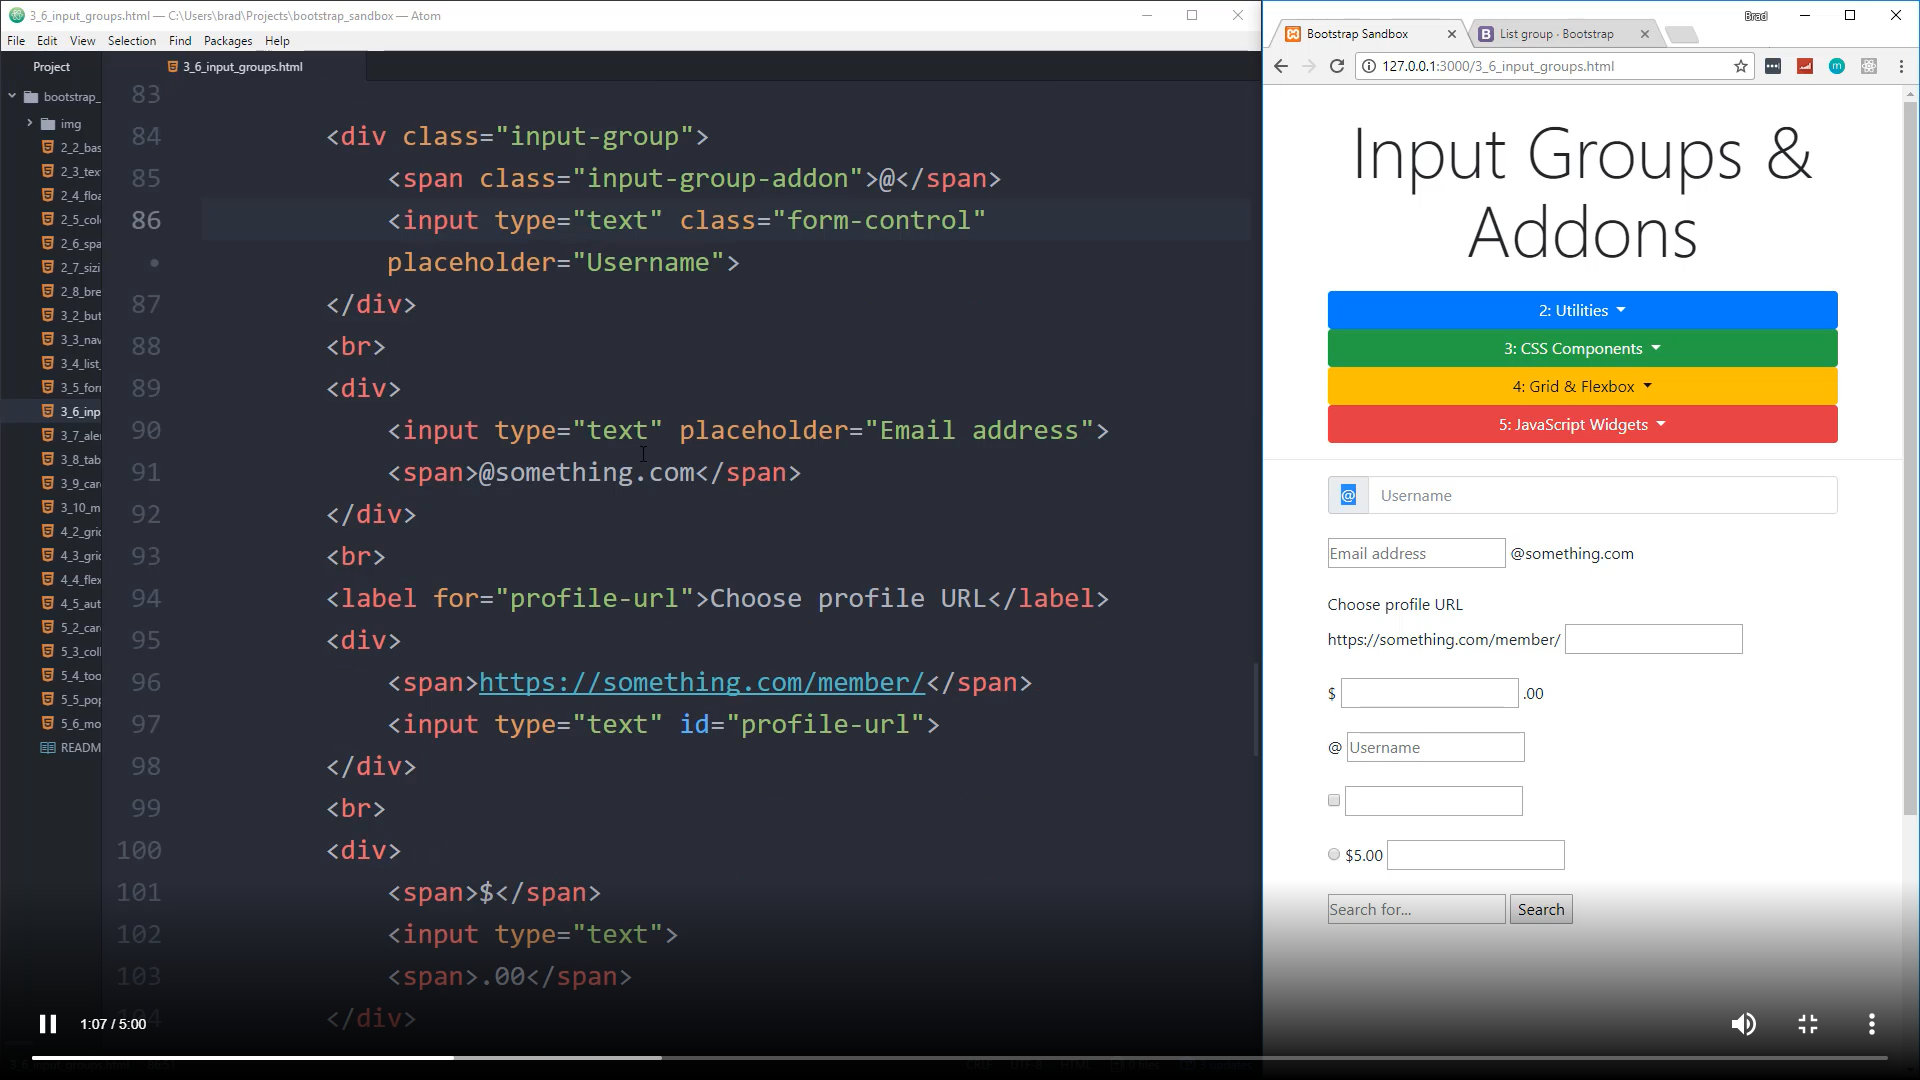 3_6_input_groups.html — C:\Users\brad\Projects\bootstrap_sandbox — Atom
File Edit View Selection Find Packages Help
Project
3_6_input_groups.html
bootstrap_
img
2_2_bas
2_3_tex
2_4_floa
2_5_col
2_6_spa
2_7_sizi
2_8_bre
3_2_but
3_3_nav
3_4_list_
3_5_for
3_6_inp
3_7_aler
3_8_tab
3_9_car
3_10_m
4_2_gri
4_3_gri
4_4_flex
4_5_aut
5_2_car
5_3_coll
5_4_too
5_5_pop
5_6_mo
READM
83
84 <div class="input-group">
85 <span class="input-group-addon">@</span>
86 <input type="text" class="form-control"
• placeholder="Username">
87 </div>
88 <br>
89 <div>
90 <input type="text" placeholder="Email address">
91 <span>@something.com</span>
92 </div>
93 <br>
94 <label for="profile-url">Choose profile URL</label>
95 <div>
96 <span>https://something.com/member/</span>
97 <input type="text" id="profile-url">
98 </div>
99 <br>
100 <div>
101 <span>$</span>
102 <input type="text">
103 <span>.00</span>
104 </div>
1:07 / 5:00
Brad
Bootstrap Sandbox
List group · Bootstrap
127.0.0.1:3000/3_6_input_groups.html
Input Groups &
Addons
2: Utilities
3: CSS Components
4: Grid & Flexbox
5: JavaScript Widgets
@ Username
Email address @something.com
Choose profile URL
https://something.com/member/
$ .00
@ Username
$5.00
Search for... Search